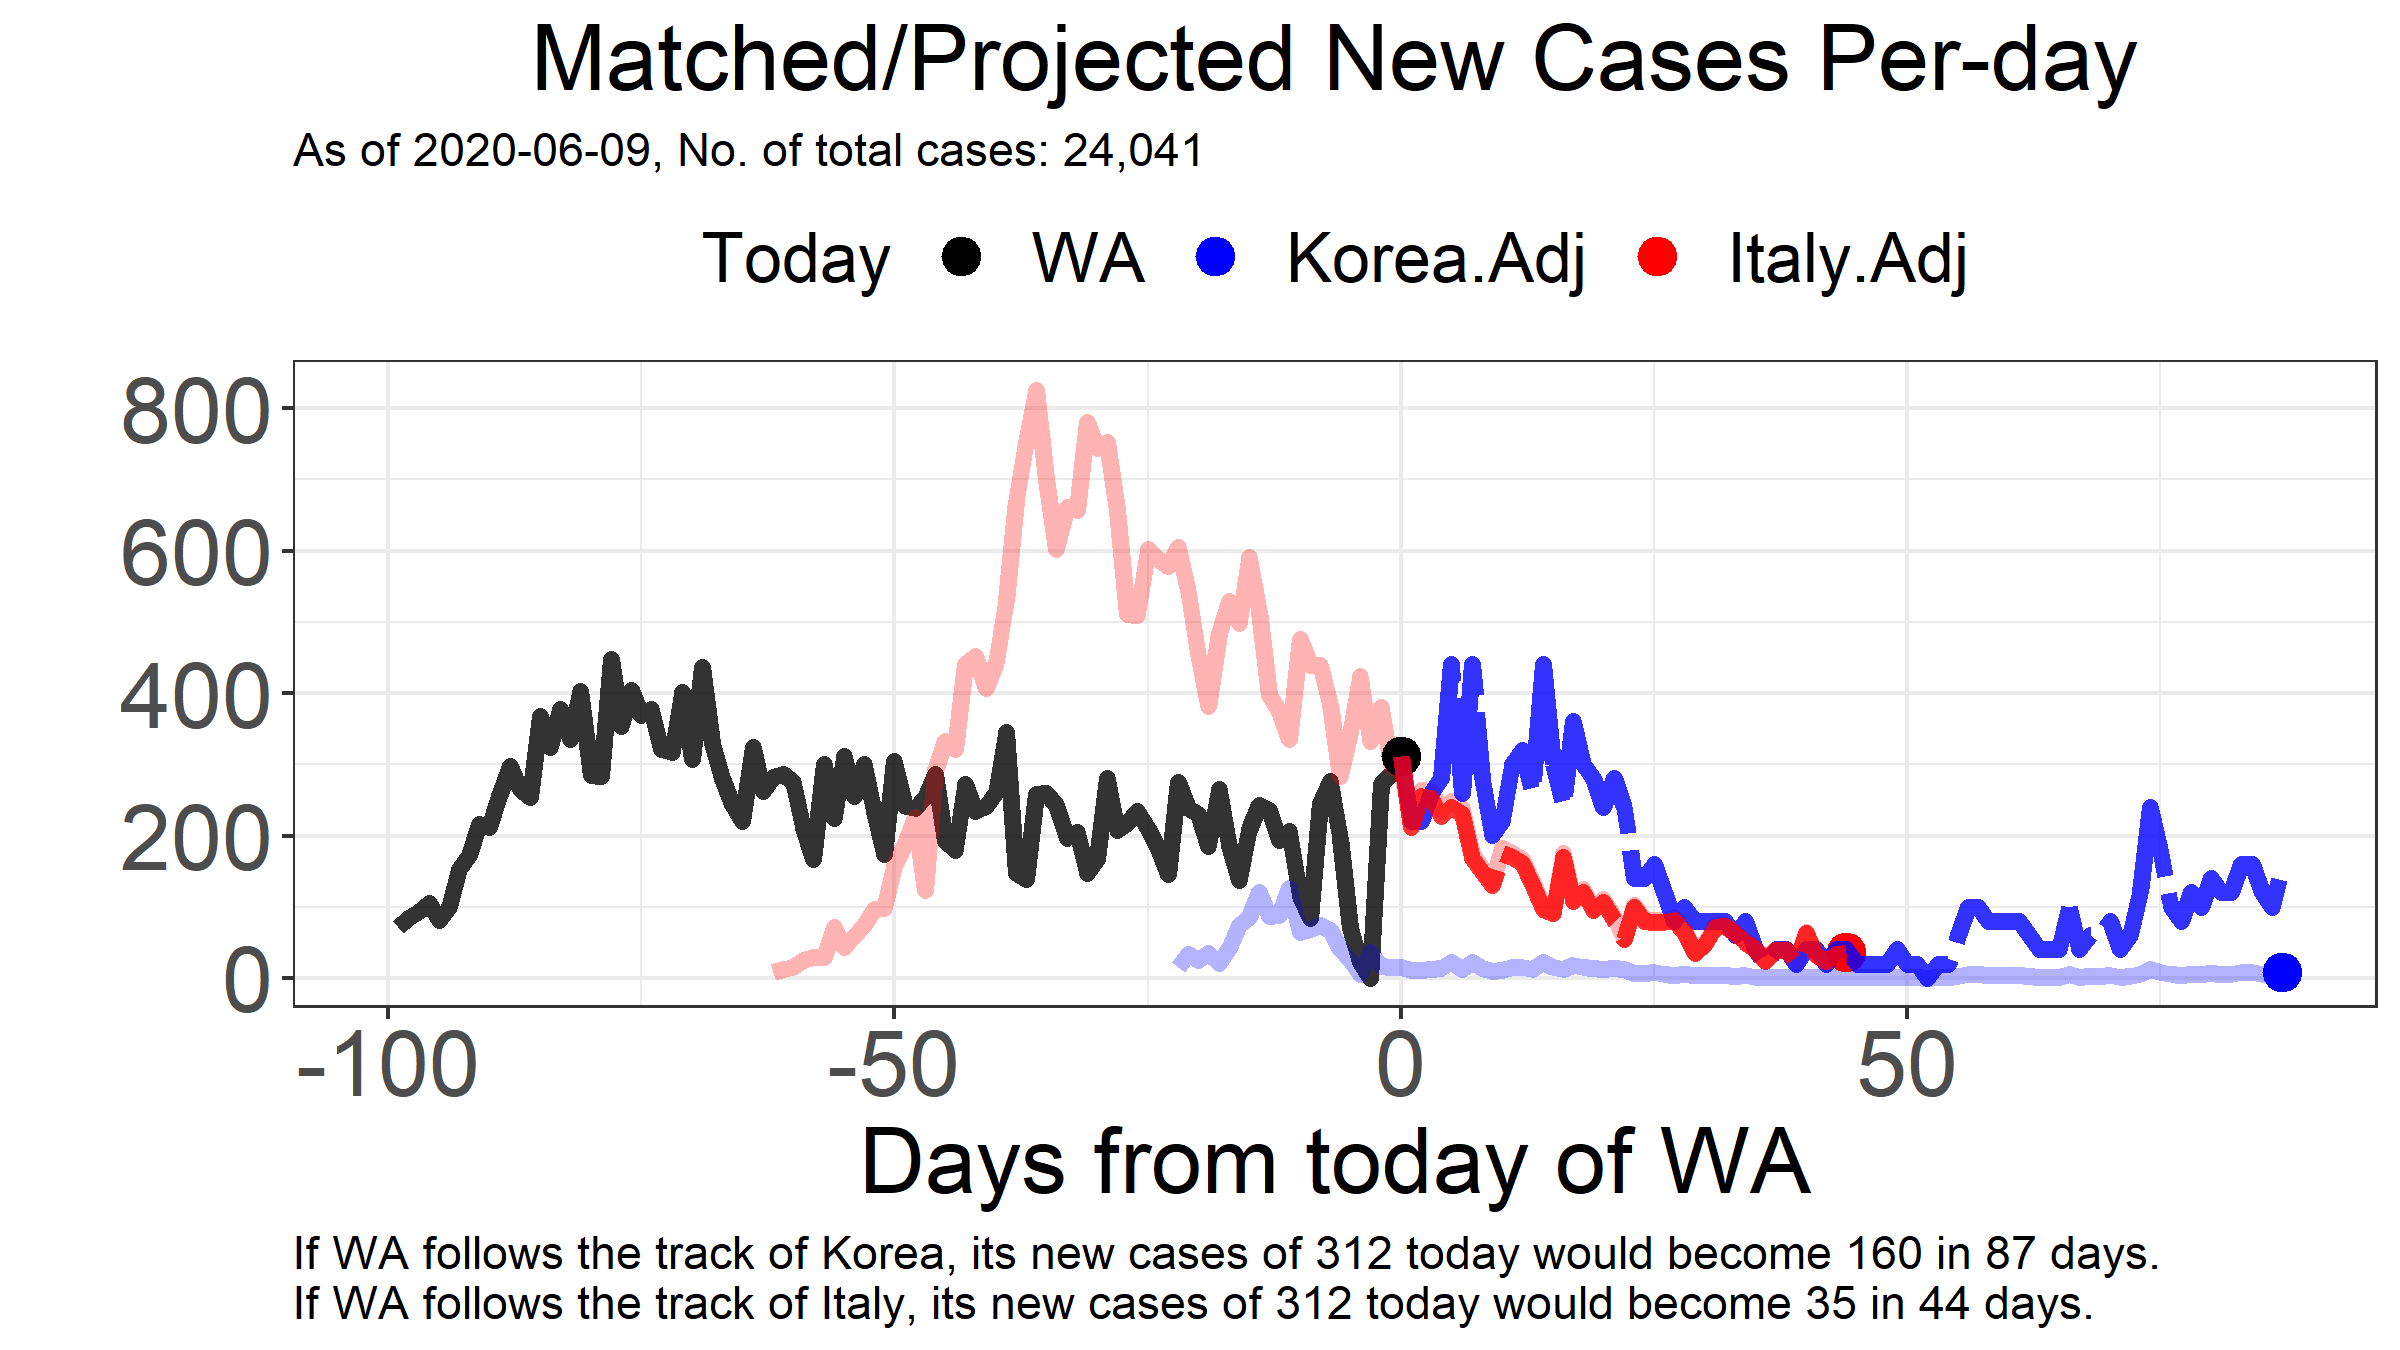 Matched/Projected New Cases Per-day
As of 2020-06-09, No. of total cases: 24,041
Today WA Korea.Adj Italy.Adj
800
600
400
200
0
-100 -50 0 50
Days from today of WA
If WA follows the track of Korea, its new cases of 312 today would become 160 in 87 days.
If WA follows the track of Italy, its new cases of 312 today would become 35 in 44 days.